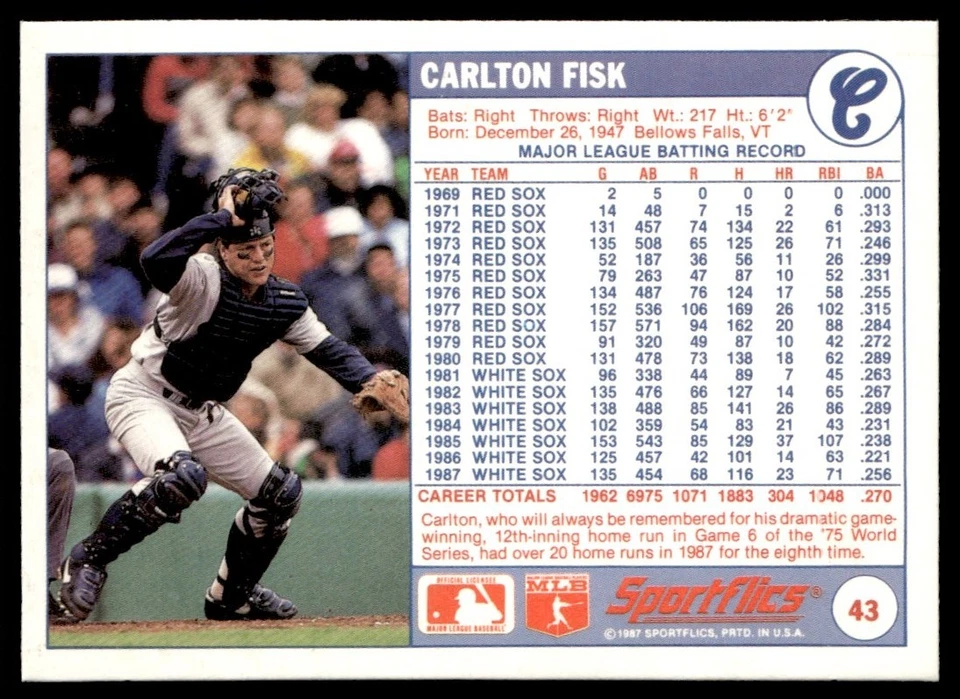 CARLTON FISK
C
Bats: Right Throws: Right Wt.: 217 Ht.: 6'2"
Born: December 26, 1947 Bellows Falls, VT
MAJOR LEAGUE BATTING RECORD
YEAR TEAM G AB R H HR RBI BA
1969 RED SOX 2 5 0 0 0 0 .000
1971 RED SOX 14 48 7 15 2 6 .313
1972 RED SOX 131 457 74 134 22 61 .293
1973 RED SOX 135 508 65 125 26 71 .246
1974 RED SOX 52 187 36 56 11 26 .299
1975 RED SOX 79 263 47 87 10 52 .331
1976 RED SOX 134 487 76 124 17 58 .255
1977 RED SOX 152 536 106 169 26 102 .315
1978 RED SOX 157 571 94 162 20 88 .284
1979 RED SOX 91 320 49 87 10 42 .272
1980 RED SOX 131 478 73 138 18 62 .289
1981 WHITE SOX 96 338 44 89 7 45 .263
1982 WHITE SOX 135 476 66 127 14 65 .267
1983 WHITE SOX 138 488 85 141 26 86 .289
1984 WHITE SOX 102 359 54 83 21 43 .231
1985 WHITE SOX 153 543 85 129 37 107 .238
1986 WHITE SOX 125 457 42 101 14 63 .221
1987 WHITE SOX 135 454 68 116 23 71 .256
CAREER TOTALS 1962 6975 1071 1883 304 1048 .270
Carlton, who will always be remembered for his dramatic game-
winning, 12th-inning home run in Game 6 of the '75 World
Series, had over 20 home runs in 1987 for the eighth time.
OFFICIAL LICENSEE
MAJOR LEAGUE BASEBALL
MAJOR LEAGUE BASEBALL PLAYERS
MLB
Sportflics®
©1987 SPORTFLICS, PRTD. IN U.S.A.
43